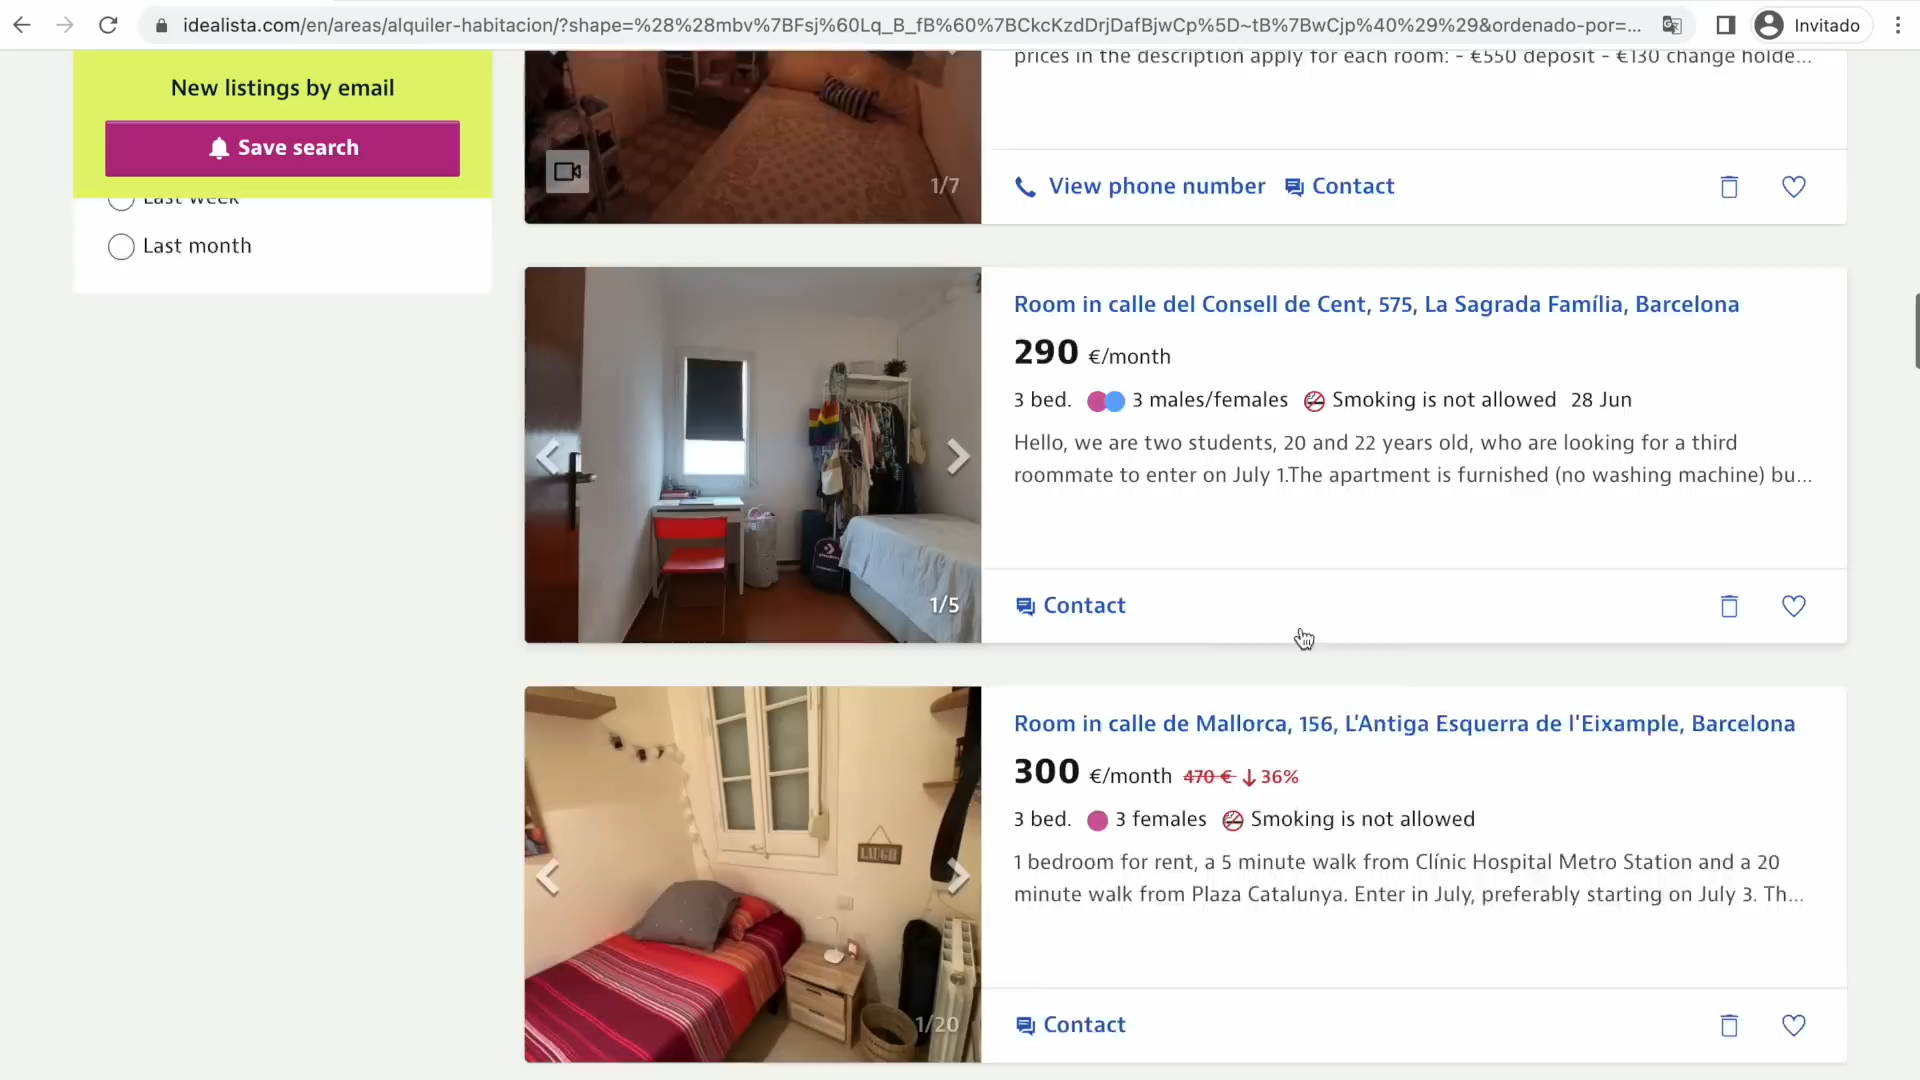 idealista.com/en/areas/alquiler-habitacion/?shape=%28%28mbv%7BFsj%60Lq_B_fB%60%7BCkcKzdDrjDafBjwCp%5D~tB%7BwCjp%40%29%29&ordenado-por=...
Invitado
New listings by email
Save search
Last week
Last month
prices in the description apply for each room: - €550 deposit - €130 change holde...
1/7
View phone number
Contact
Room in calle del Consell de Cent, 575, La Sagrada Família, Barcelona
290 €/month
3 bed. 3 males/females Smoking is not allowed 28 Jun
Hello, we are two students, 20 and 22 years old, who are looking for a third
roommate to enter on July 1.The apartment is furnished (no washing machine) bu...
1/5
Contact
Room in calle de Mallorca, 156, L'Antiga Esquerra de l'Eixample, Barcelona
300 €/month 470 € 36%
3 bed. 3 females Smoking is not allowed
1 bedroom for rent, a 5 minute walk from Clínic Hospital Metro Station and a 20
minute walk from Plaza Catalunya. Enter in July, preferably starting on July 3. Th...
LAUGH
1/20
Contact